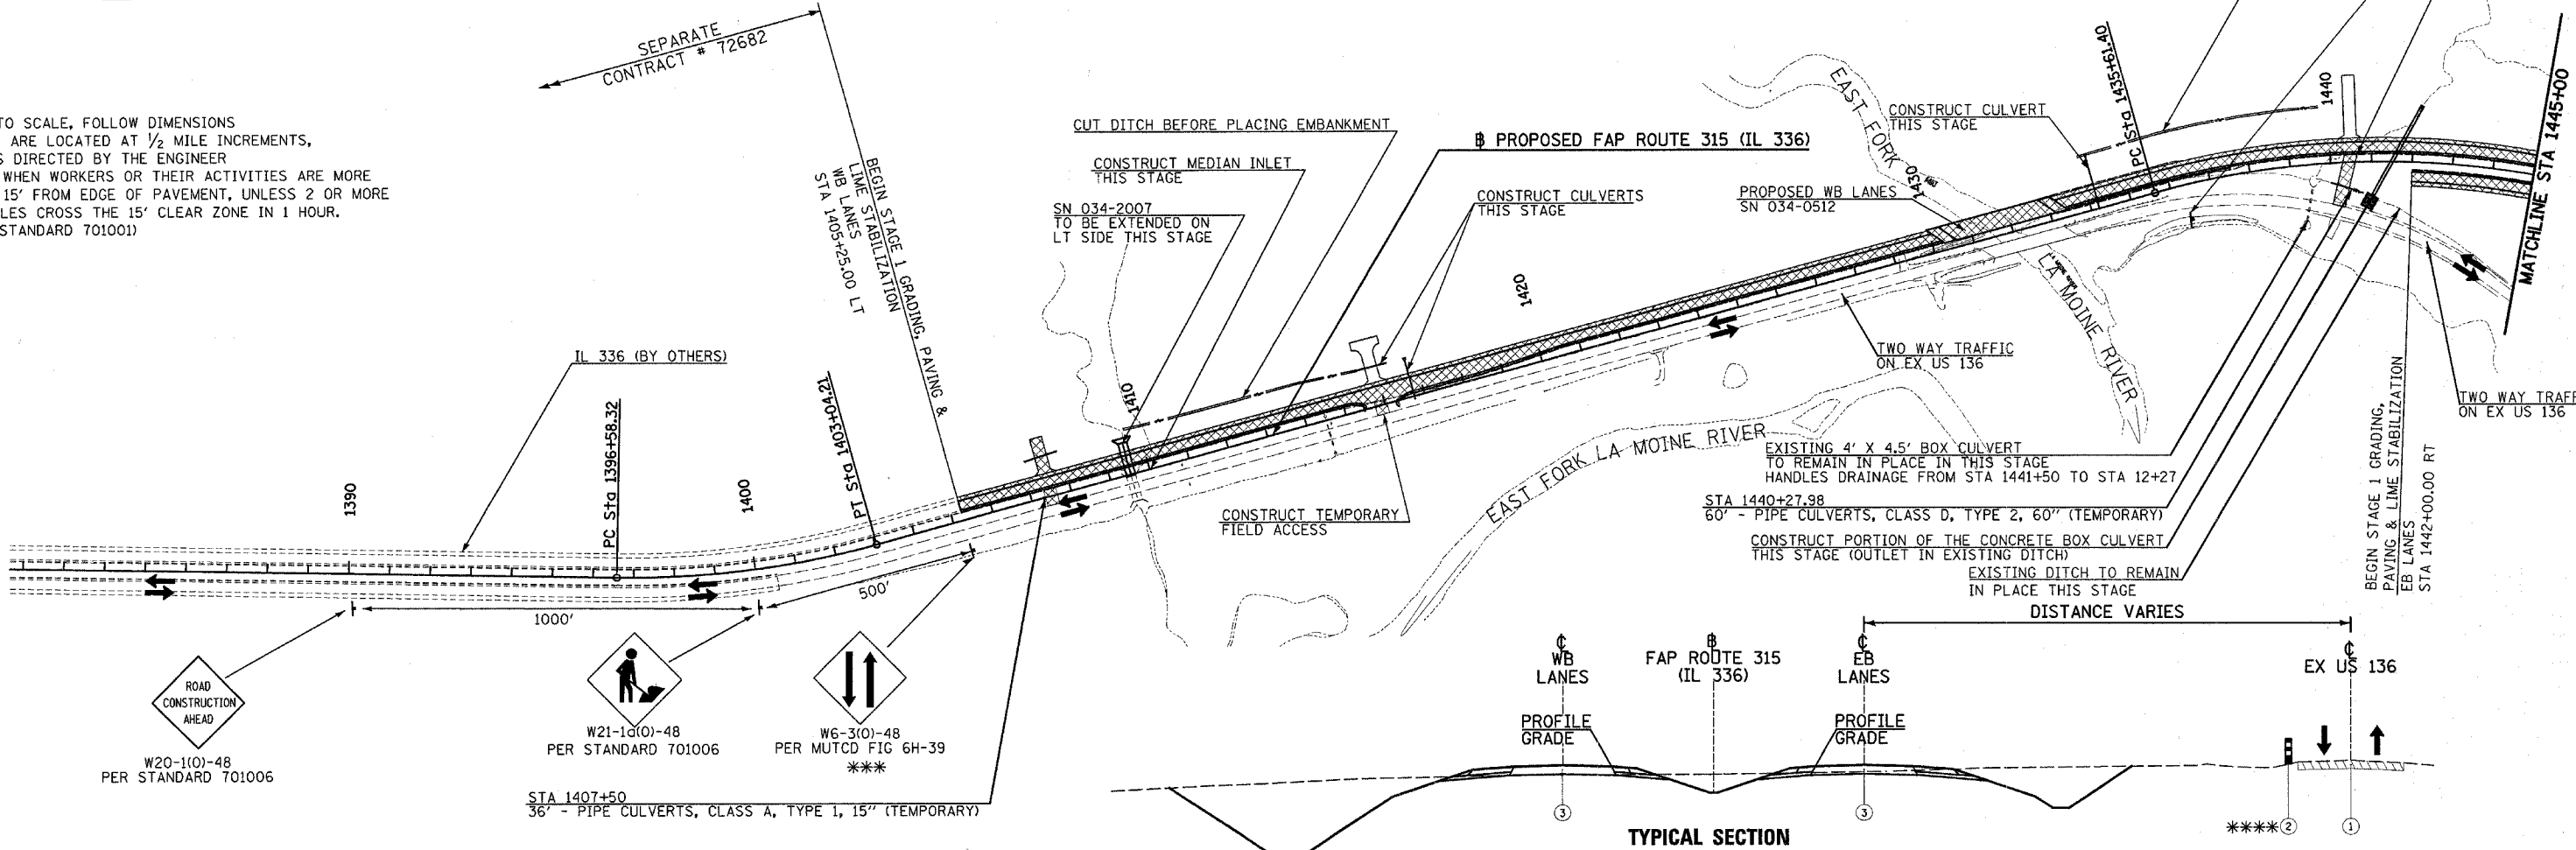 SEPARATE
CONTRACT # 72682
TO SCALE, FOLLOW DIMENSIONS
ARE LOCATED AT ½ MILE INCREMENTS,
S DIRECTED BY THE ENGINEER
WHEN WORKERS OR THEIR ACTIVITIES ARE MORE
15' FROM EDGE OF PAVEMENT, UNLESS 2 OR MORE
LES CROSS THE 15' CLEAR ZONE IN 1 HOUR.
STANDARD 701001)
BEGIN STAGE 1 GRADING, PAVING &
LIME STABILIZATION
WB LANES
STA 1405+25.00 LT
CUT DITCH BEFORE PLACING EMBANKMENT
CONSTRUCT MEDIAN INLET
THIS STAGE
SN 034-2007
TO BE EXTENDED ON
LT SIDE THIS STAGE
PROPOSED FAP ROUTE 315 (IL 336)
CONSTRUCT CULVERTS
THIS STAGE
EAST FORK
LA MOINE RIVER
CONSTRUCT CULVERT
THIS STAGE
PROPOSED WB LANES
SN 034-0512
PC Sta 1435+61.40
1440
1430
1420
1410
1400
1390
MATCHLINE STA 1445+00
IL 336 (BY OTHERS)
PC Sta 1396+58.32
PT Sta 1403+04.21
TWO WAY TRAFFIC
ON EX US 136
TWO WAY TRAFF
ON EX US 136
EAST FORK LA MOINE RIVER
CONSTRUCT TEMPORARY
FIELD ACCESS
EXISTING 4' X 4.5' BOX CULVERT
TO REMAIN IN PLACE IN THIS STAGE
HANDLES DRAINAGE FROM STA 1441+50 TO STA 12+27
STA 1440+27.98
60' - PIPE CULVERTS, CLASS D, TYPE 2, 60" (TEMPORARY)
CONSTRUCT PORTION OF THE CONCRETE BOX CULVERT
THIS STAGE (OUTLET IN EXISTING DITCH)
EXISTING DITCH TO REMAIN
IN PLACE THIS STAGE
BEGIN STAGE 1 GRADING,
PAVING & LIME STABILIZATION
EB LANES
STA 1442+00.00 RT
1000'
500'
ROAD
CONSTRUCTION
AHEAD
W20-1(O)-48
PER STANDARD 701006
W21-1a(O)-48
PER STANDARD 701006
W6-3(O)-48
PER MUTCD FIG 6H-39
***
STA 1407+50
36' - PIPE CULVERTS, CLASS A, TYPE 1, 15" (TEMPORARY)
DISTANCE VARIES
WB
LANES
FAP ROUTE 315
(IL 336)
EB
LANES
EX US 136
PROFILE
GRADE
PROFILE
GRADE
3
3
**** 2
1
TYPICAL SECTION